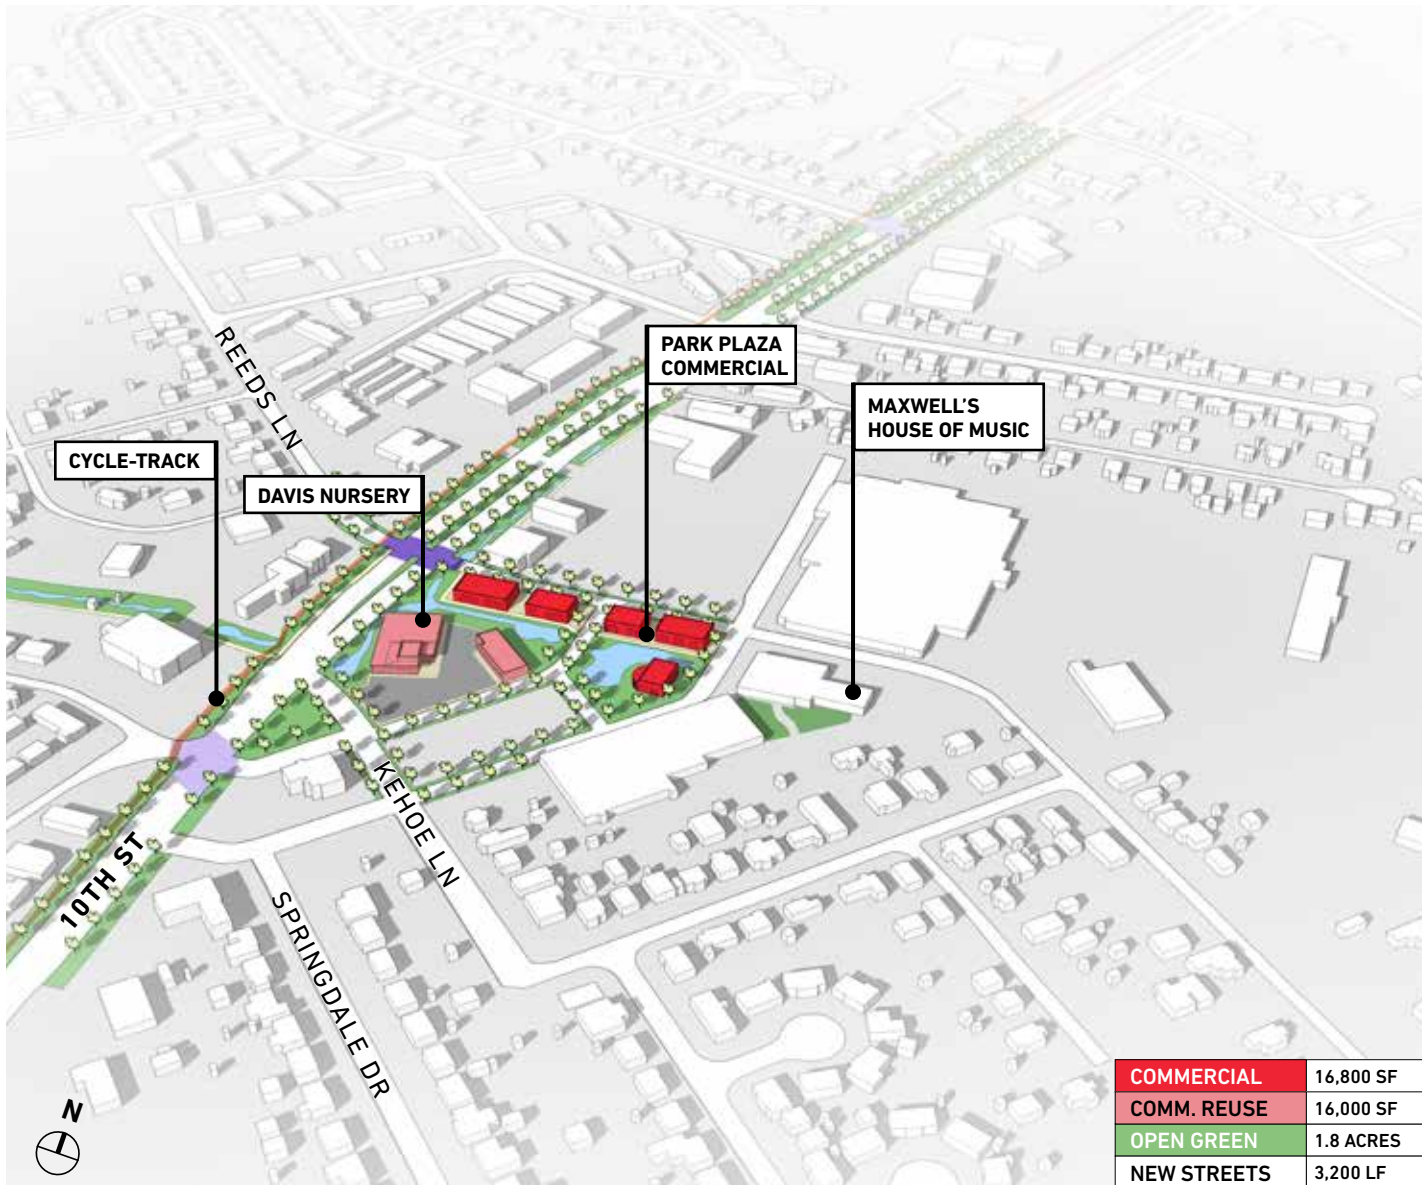 REEDS LN
PARK PLAZA
COMMERCIAL
MAXWELL'S
HOUSE OF MUSIC
CYCLE-TRACK
DAVIS NURSERY
KEHOE LN
10TH ST
SPRINGDALE DR
N
COMMERCIAL 16,800 SF
COMM. REUSE 16,000 SF
OPEN GREEN 1.8 ACRES
NEW STREETS 3,200 LF